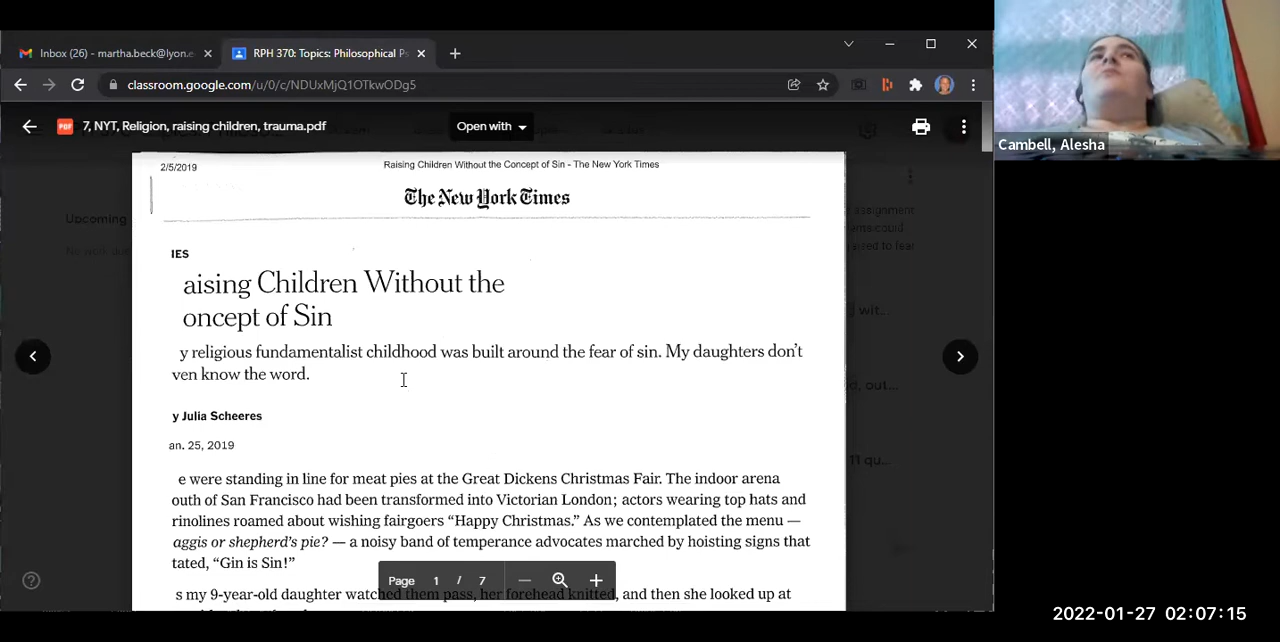 Inbox (26) - martha.beck@lyon.e
RPH 370: Topics: Philosophical Ps
classroom.google.com/u/0/c/NDUxMjQ1OTkwODg5
7, NYT, Religion, raising children, trauma.pdf
Open with
Cambell, Alesha
2/5/2019
Raising Children Without the Concept of Sin - The New York Times
The New York Times
Upcoming
assignment
IES
aising Children Without the
oncept of Sin
y religious fundamentalist childhood was built around the fear of sin. My daughters don't
ven know the word.
y Julia Scheeres
an. 25, 2019
e were standing in line for meat pies at the Great Dickens Christmas Fair. The indoor arena
outh of San Francisco had been transformed into Victorian London; actors wearing top hats and
rinolines roamed about wishing fairgoers “Happy Christmas.” As we contemplated the menu —
aggis or shepherd's pie? — a noisy band of temperance advocates marched by hoisting signs that
tated, “Gin is Sin!”
Page 1 / 7
s my 9-year-old daughter watched them pass, her forehead knitted, and then she looked up at
2022-01-27 02:07:15